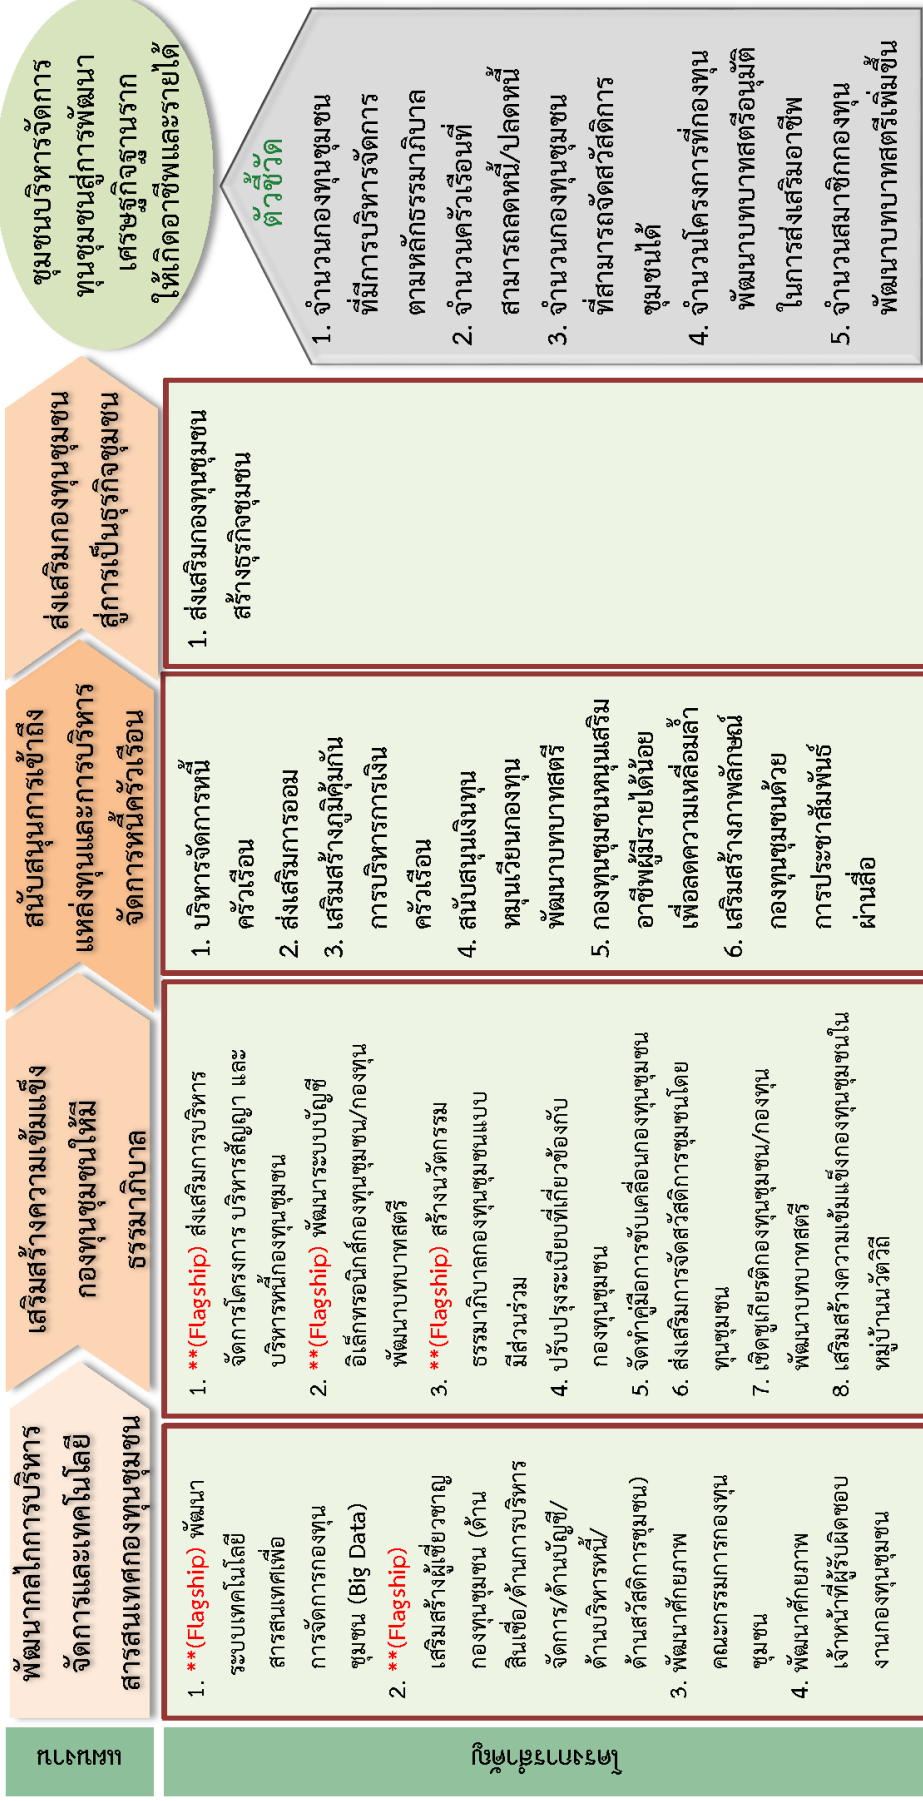 แผนงาน
พัฒนากลไกการบริหาร
จัดการและเทคโนโลยี
สารสนเทศกองทุนชุมชน
เสริมสร้างความเข้มแข็ง
กองทุนชุมชนให้มี
ธรรมาภิบาล
สนับสนุนการเข้าถึง
แหล่งทุนและการบริหาร
จัดการหนี้ครัวเรือน
ส่งเสริมกองทุนชุมชน
สู่การเป็นธุรกิจชุมชน
ชุมชนบริหารจัดการ
ทุนชุมชนสู่การพัฒนา
เศรษฐกิจฐานราก
ให้เกิดอาชีพและรายได้
โครงการสำคัญ
1. **(Flagship) พัฒนา
ระบบเทคโนโลยี
สารสนเทศเพื่อ
การจัดการกองทุน
ชุมชน (Big Data)
2. **(Flagship)
เสริมสร้างผู้เชี่ยวชาญ
กองทุนชุมชน (ด้าน
สินเชื่อ/ด้านการบริหาร
จัดการ/ด้านบัญชี/
ด้านบริหารหนี้/
ด้านสวัสดิการชุมชน)
3. พัฒนาศักยภาพ
คณะกรรมการกองทุน
ชุมชน
4. พัฒนาศักยภาพ
เจ้าหน้าที่ผู้รับผิดชอบ
งานกองทุนชุมชน
1. **(Flagship) ส่งเสริมการบริหาร
จัดการโครงการ บริหารสัญญา และ
บริหารหนี้กองทุนชุมชน
2. **(Flagship) พัฒนาระบบบัญชี
อิเล็กทรอนิกส์กองทุนชุมชน/กองทุน
พัฒนาบทบาทสตรี
3. **(Flagship) สร้างนวัตกรรม
ธรรมาภิบาลกองทุนชุมชนแบบ
มีส่วนร่วม
4. ปรับปรุงระเบียบที่เกี่ยวข้องกับ
กองทุนชุมชน
5. จัดทำคู่มือการขับเคลื่อนกองทุนชุมชน
6. ส่งเสริมการจัดสวัสดิการชุมชนโดย
ทุนชุมชน
7. เชิดชูเกียรติกองทุนชุมชน/กองทุน
พัฒนาบทบาทสตรี
8. เสริมสร้างความเข้มแข็งกองทุนชุมชนใน
หมู่บ้านนวัตวิถี
1. บริหารจัดการหนี้
ครัวเรือน
2. ส่งเสริมการออม
3. เสริมสร้างภูมิคุ้มกัน
การบริหารการเงิน
ครัวเรือน
4. สนับสนุนเงินทุน
หมุนเวียนกองทุน
พัฒนาบทบาทสตรี
5. กองทุนชุมชนหนุนเสริม
อาชีพผู้มีรายได้น้อย
เพื่อลดความเหลื่อมล้ำ
6. เสริมสร้างภาพลักษณ์
กองทุนชุมชนด้วย
การประชาสัมพันธ์
ผ่านสื่อ
1. ส่งเสริมกองทุนชุมชน
สร้างธุรกิจชุมชน
ตัวชี้วัด
1. จำนวนกองทุนชุมชน
ที่มีการบริหารจัดการ
ตามหลักธรรมาภิบาล
2. จำนวนครัวเรือนที่
สามารถลดหนี้/ปลดหนี้
3. จำนวนกองทุนชุมชน
ที่สามารถจัดสวัสดิการ
ชุมชนได้
4. จำนวนโครงการที่กองทุน
พัฒนาบทบาทสตรีอนุมัติ
ในการส่งเสริมอาชีพ
5. จำนวนสมาชิกกองทุน
พัฒนาบทบาทสตรีเพิ่มขึ้น